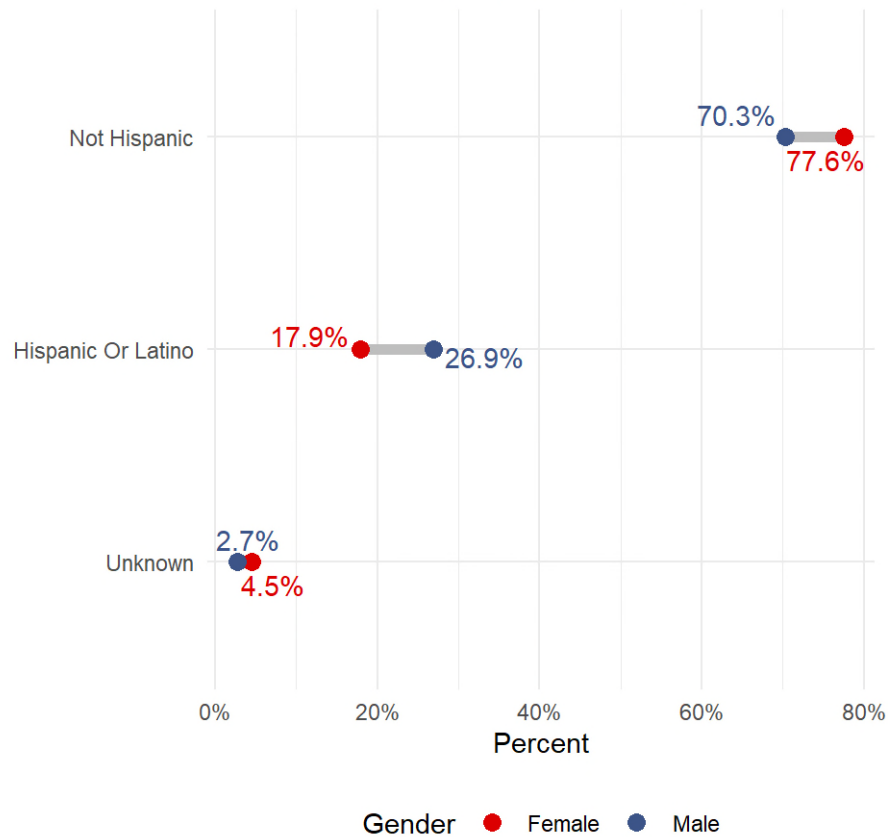 70.3%
Not Hispanic
77.6%
17.9%
Hispanic Or Latino
26.9%
2.7%
Unknown
4.5%
0% 20% 40% 60% 80%
Percent
Gender Female Male